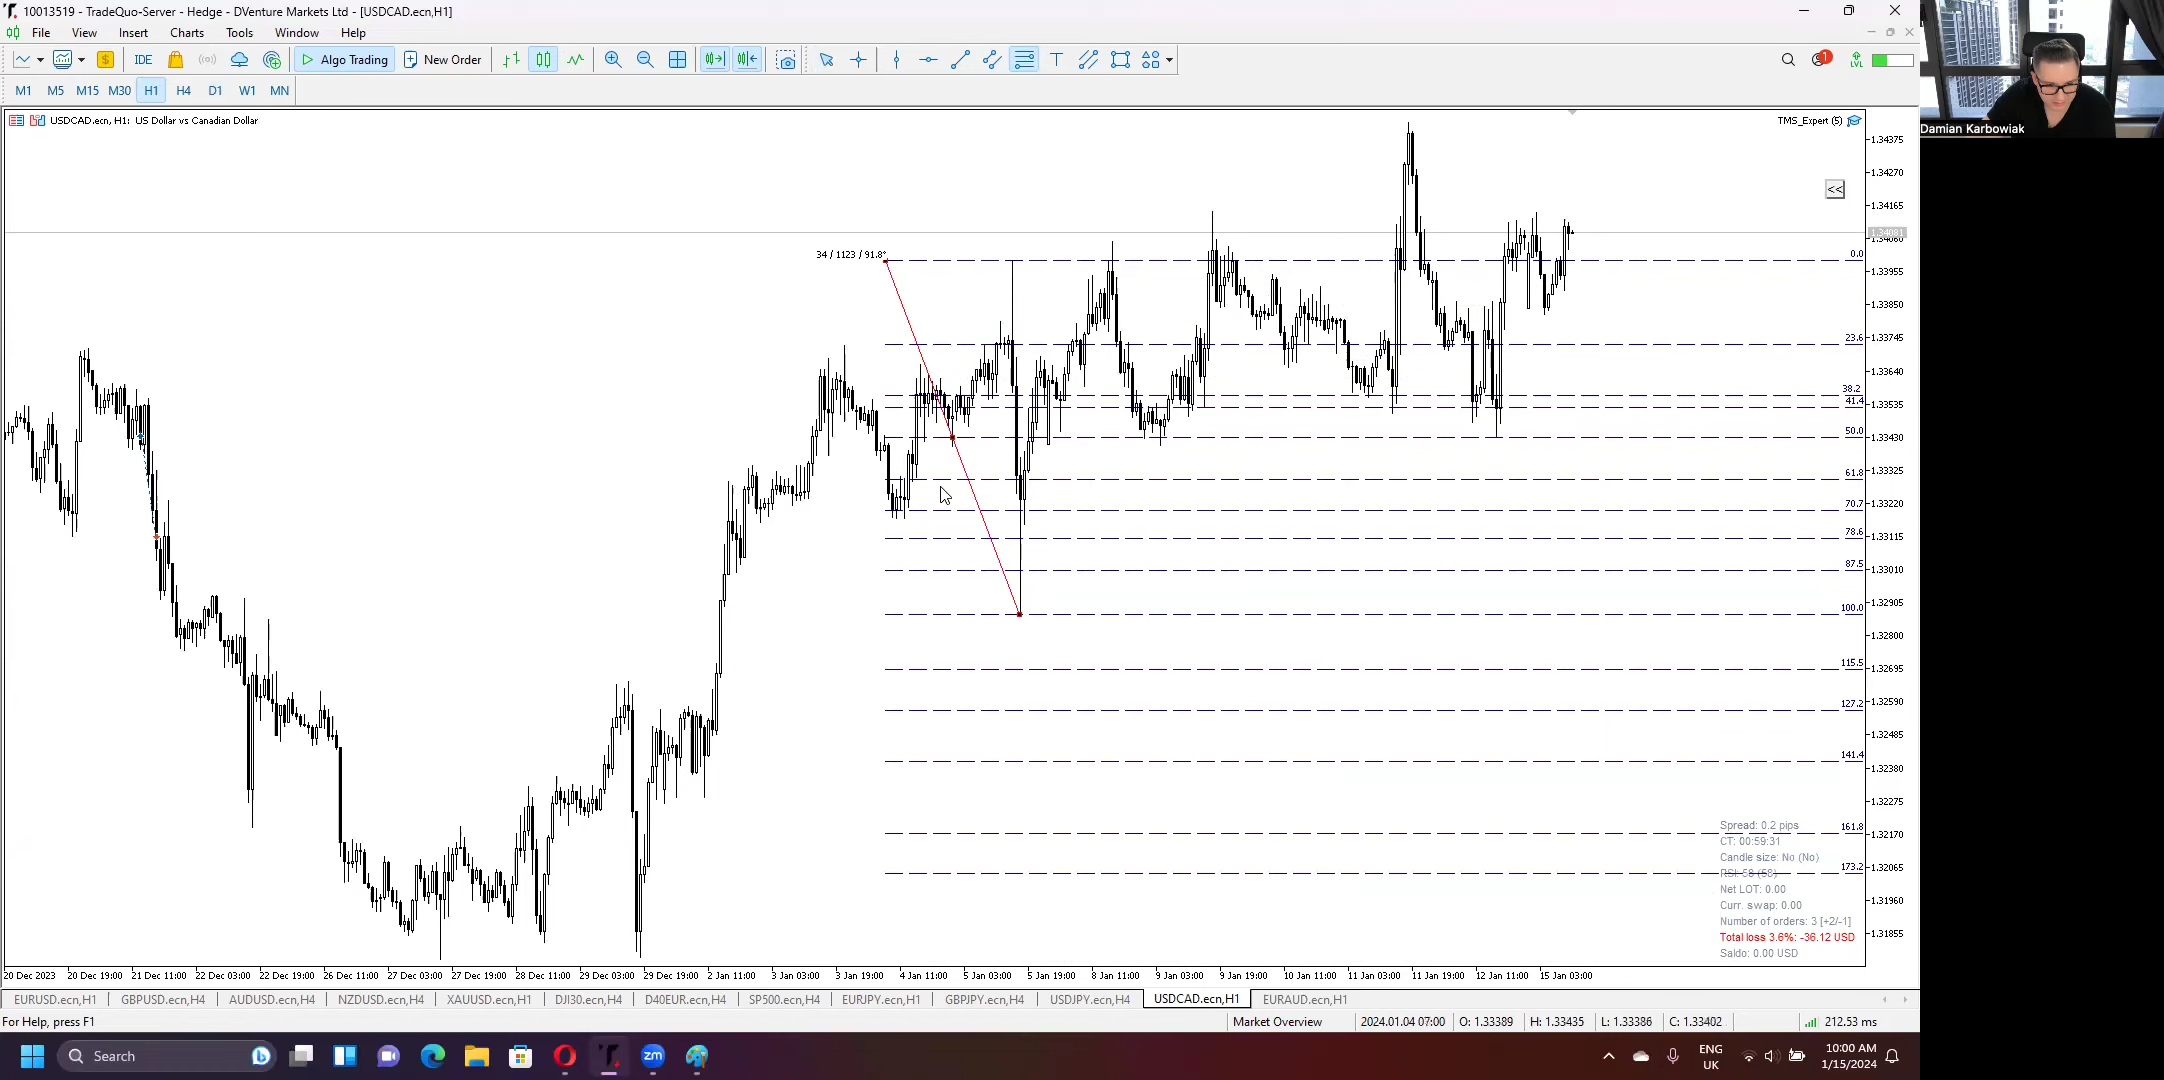 10013519 - TradeQuo-Server - Hedge - DVenture Markets Ltd - [USDCAD.ecn,H1]
File View Insert Charts Tools Window Help
IDE Algo Trading New Order 1 LVL
M1 M5 M15 M30 H1 H4 D1 W1 MN
Damian Karbowiak
USDCAD.ecn, H1: US Dollar vs Canadian Dollar
TMS_Expert (5)
<<
34 / 1123 / 91.8°
0.0
23.6
38.2
41.4
50.0
61.8
70.7
78.6
87.5
100.0
115.5
127.2
141.4
161.8
173.2
1.34375
1.34270
1.34165
1.34081
1.34060
1.33955
1.33850
1.33745
1.33640
1.33535
1.33430
1.33325
1.33220
1.33115
1.33010
1.32905
1.32800
1.32695
1.32590
1.32485
1.32380
1.32275
1.32170
1.32065
1.31960
1.31855
Spread: 0.2 pips
CT: 00:59:31
Candle size: No (No)
RSI: 58 (58)
Net LOT: 0.00
Curr. swap: 0.00
Number of orders: 3 [+2/-1]
Total loss 3.6%: -36.12 USD
Saldo: 0.00 USD
20 Dec 2023 20 Dec 19:00 21 Dec 11:00 22 Dec 03:00 22 Dec 19:00 26 Dec 11:00 27 Dec 03:00 27 Dec 19:00 28 Dec 11:00 29 Dec 03:00 29 Dec 19:00 2 Jan 11:00 3 Jan 03:00 3 Jan 19:00 4 Jan 11:00 5 Jan 03:00 5 Jan 19:00 8 Jan 11:00 9 Jan 03:00 9 Jan 19:00 10 Jan 11:00 11 Jan 03:00 11 Jan 19:00 12 Jan 11:00 15 Jan 03:00
EURUSD.ecn,H1 GBPUSD.ecn,H4 AUDUSD.ecn,H4 NZDUSD.ecn,H4 XAUUSD.ecn,H1 DJI30.ecn,H4 D40EUR.ecn,H4 SP500.ecn,H4 EURJPY.ecn,H1 GBPJPY.ecn,H4 USDJPY.ecn,H4 USDCAD.ecn,H1 EURAUD.ecn,H1
For Help, press F1 Market Overview 2024.01.04 07:00 O: 1.33389 H: 1.33435 L: 1.33386 C: 1.33402 212.53 ms
Search zm ENG 10:00 AM
UK 1/15/2024